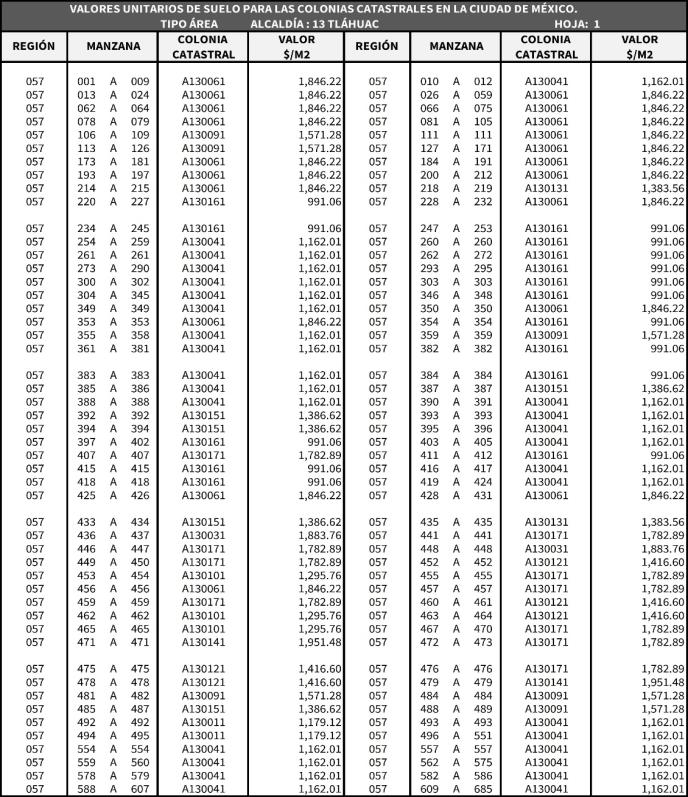 VALORES UNITARIOS DE SUELO PARA LAS COLONIAS CATASTRALES EN LA CIUDAD DE MÉXICO.
TIPO ÁREA ALCALDÍA : 13 TLÁHUAC HOJA: 1
REGIÓN MANZANA COLONIA CATASTRAL VALOR $/M2 REGIÓN MANZANA COLONIA CATASTRAL VALOR $/M2
057 001 A 009 A130061 1,846.22 057 010 A 012 A130041 1,162.01
057 013 A 024 A130061 1,846.22 057 026 A 059 A130061 1,846.22
057 062 A 064 A130061 1,846.22 057 066 A 075 A130061 1,846.22
057 078 A 079 A130061 1,846.22 057 081 A 105 A130061 1,846.22
057 106 A 109 A130091 1,571.28 057 111 A 111 A130061 1,846.22
057 113 A 126 A130091 1,571.28 057 127 A 171 A130061 1,846.22
057 173 A 181 A130061 1,846.22 057 184 A 191 A130061 1,846.22
057 193 A 197 A130061 1,846.22 057 200 A 212 A130061 1,846.22
057 214 A 215 A130061 1,846.22 057 218 A 219 A130131 1,383.56
057 220 A 227 A130161 991.06 057 228 A 232 A130061 1,846.22
057 234 A 245 A130161 991.06 057 247 A 253 A130161 991.06
057 254 A 259 A130041 1,162.01 057 260 A 260 A130161 991.06
057 261 A 261 A130041 1,162.01 057 262 A 272 A130161 991.06
057 273 A 290 A130041 1,162.01 057 293 A 295 A130161 991.06
057 300 A 302 A130041 1,162.01 057 303 A 303 A130161 991.06
057 304 A 345 A130041 1,162.01 057 346 A 348 A130161 991.06
057 349 A 349 A130041 1,162.01 057 350 A 350 A130061 1,846.22
057 353 A 353 A130061 1,846.22 057 354 A 354 A130161 991.06
057 355 A 358 A130041 1,162.01 057 359 A 359 A130091 1,571.28
057 361 A 381 A130041 1,162.01 057 382 A 382 A130161 991.06
057 383 A 383 A130041 1,162.01 057 384 A 384 A130161 991.06
057 385 A 386 A130041 1,162.01 057 387 A 387 A130151 1,386.62
057 388 A 388 A130041 1,162.01 057 390 A 391 A130041 1,162.01
057 392 A 392 A130151 1,386.62 057 393 A 393 A130041 1,162.01
057 394 A 394 A130151 1,386.62 057 395 A 396 A130041 1,162.01
057 397 A 402 A130161 991.06 057 403 A 405 A130041 1,162.01
057 407 A 407 A130171 1,782.89 057 411 A 412 A130161 991.06
057 415 A 415 A130161 991.06 057 416 A 417 A130041 1,162.01
057 418 A 418 A130161 991.06 057 419 A 424 A130041 1,162.01
057 425 A 426 A130061 1,846.22 057 428 A 431 A130061 1,846.22
057 433 A 434 A130151 1,386.62 057 435 A 435 A130131 1,383.56
057 436 A 437 A130031 1,883.76 057 441 A 441 A130171 1,782.89
057 446 A 447 A130171 1,782.89 057 448 A 448 A130031 1,883.76
057 449 A 450 A130171 1,782.89 057 452 A 452 A130121 1,416.60
057 453 A 454 A130101 1,295.76 057 455 A 455 A130171 1,782.89
057 456 A 456 A130061 1,846.22 057 457 A 457 A130171 1,782.89
057 459 A 459 A130171 1,782.89 057 460 A 461 A130121 1,416.60
057 462 A 462 A130101 1,295.76 057 463 A 464 A130121 1,416.60
057 465 A 465 A130101 1,295.76 057 467 A 470 A130171 1,782.89
057 471 A 471 A130141 1,951.48 057 472 A 473 A130171 1,782.89
057 475 A 475 A130121 1,416.60 057 476 A 476 A130171 1,782.89
057 478 A 478 A130121 1,416.60 057 479 A 479 A130141 1,951.48
057 481 A 482 A130091 1,571.28 057 484 A 484 A130091 1,571.28
057 485 A 487 A130151 1,386.62 057 488 A 489 A130091 1,571.28
057 492 A 492 A130011 1,179.12 057 493 A 493 A130041 1,162.01
057 494 A 495 A130011 1,179.12 057 496 A 551 A130041 1,162.01
057 554 A 554 A130041 1,162.01 057 557 A 557 A130041 1,162.01
057 559 A 560 A130041 1,162.01 057 562 A 575 A130041 1,162.01
057 578 A 579 A130041 1,162.01 057 582 A 586 A130041 1,162.01
057 588 A 607 A130041 1,162.01 057 609 A 685 A130041 1,162.01